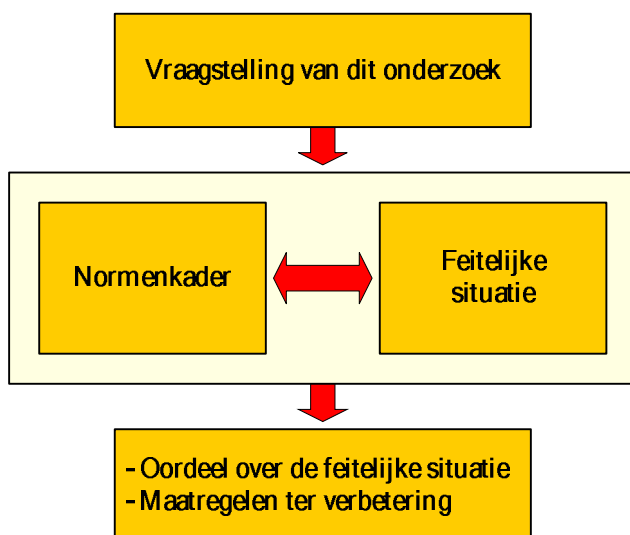 Vraagstelling van dit onderzoek
Normenkader
Feitelijke
situatie
- Oordeel over de feitelijke situatie
- Maatregelen ter verbetering